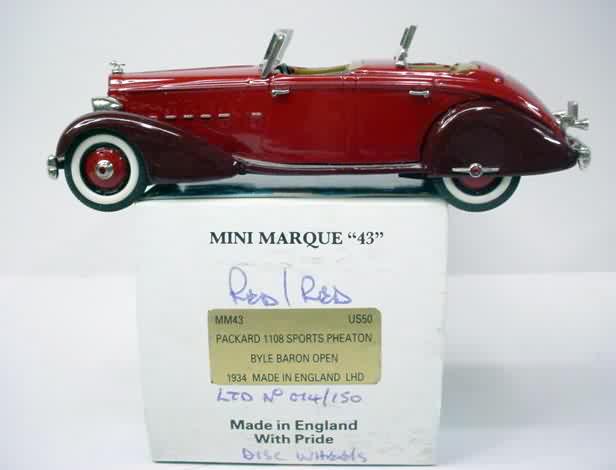 MINI MARQUE "43"
RED/RED
MM43 US50
PACKARD 1108 SPORTS PHEATON
BYLE BARON OPEN
1934 MADE IN ENGLAND LHD
LTD Nº 014/150
Made in England
With Pride
DISC WHEELS